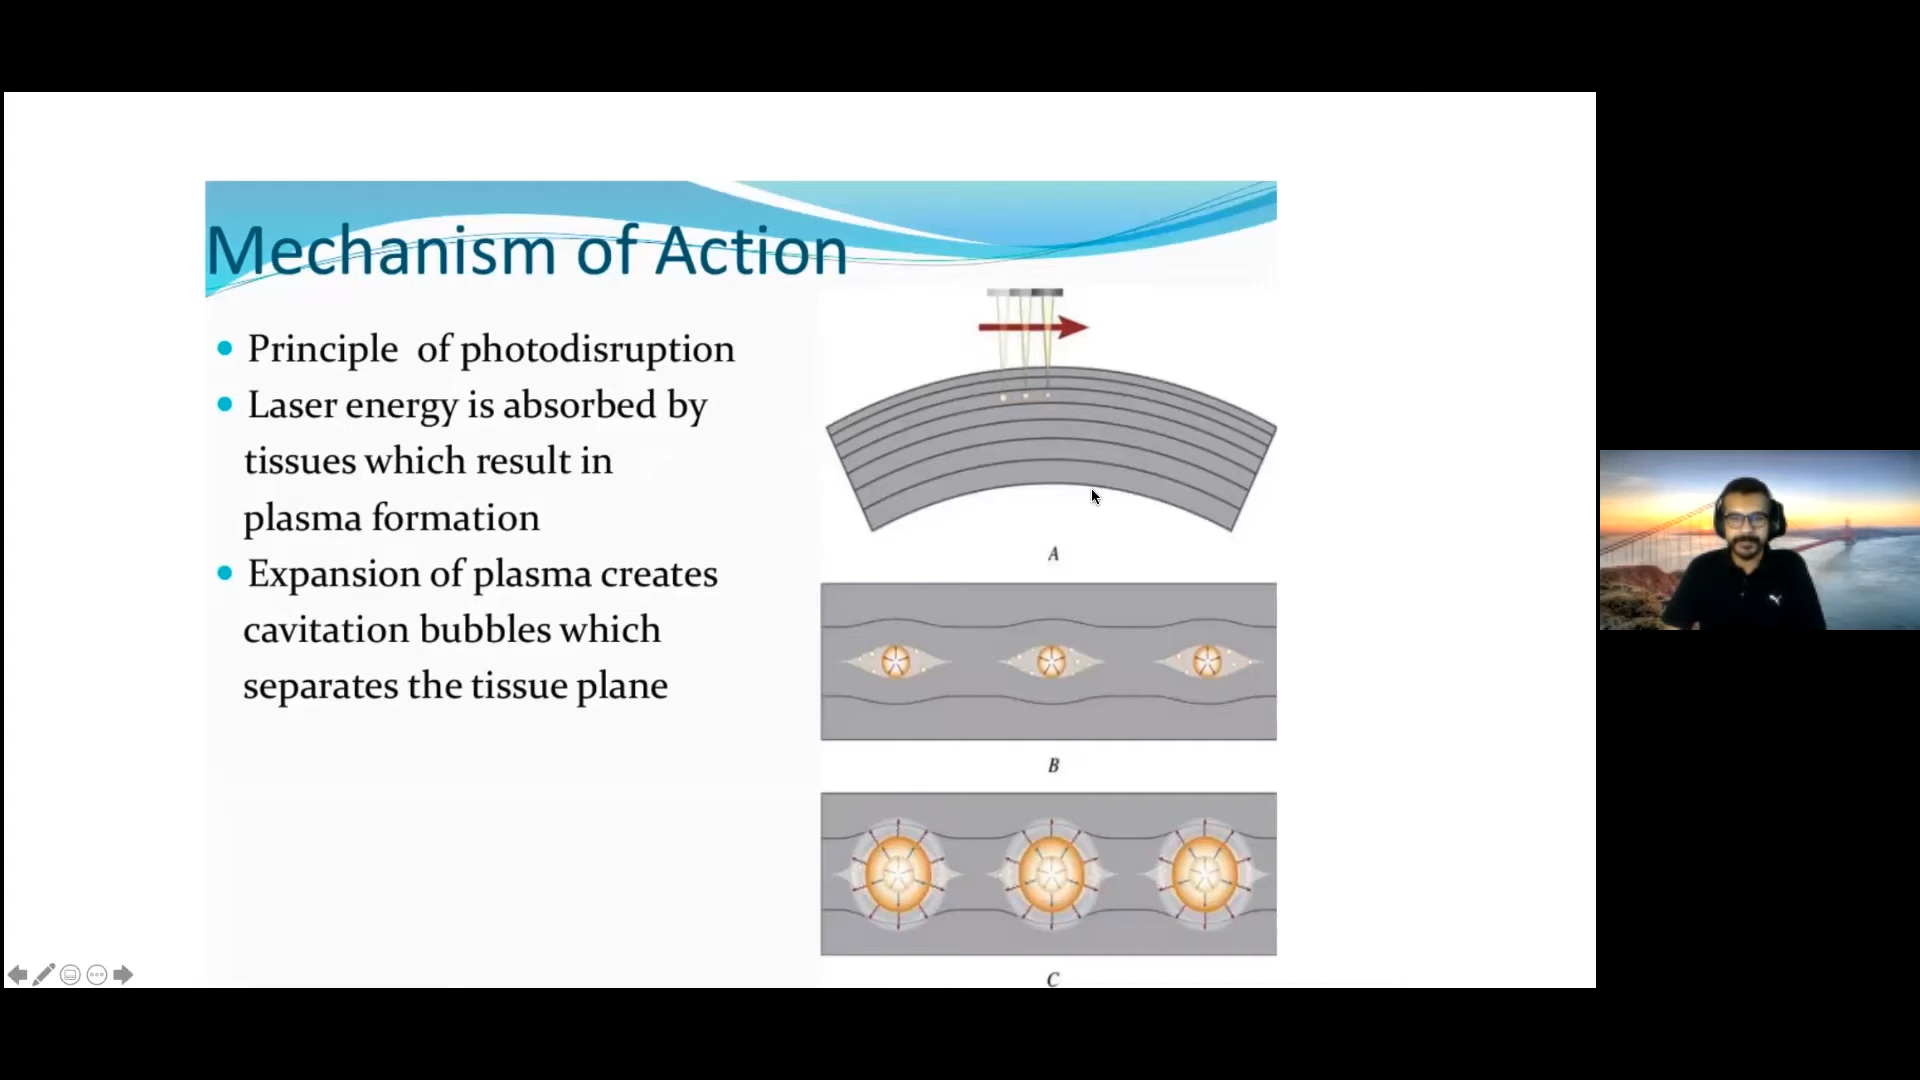 Mechanism of Action
Principle of photodisruption
Laser energy is absorbed by
tissues which result in
plasma formation
Expansion of plasma creates
cavitation bubbles which
separates the tissue plane
A
B
C